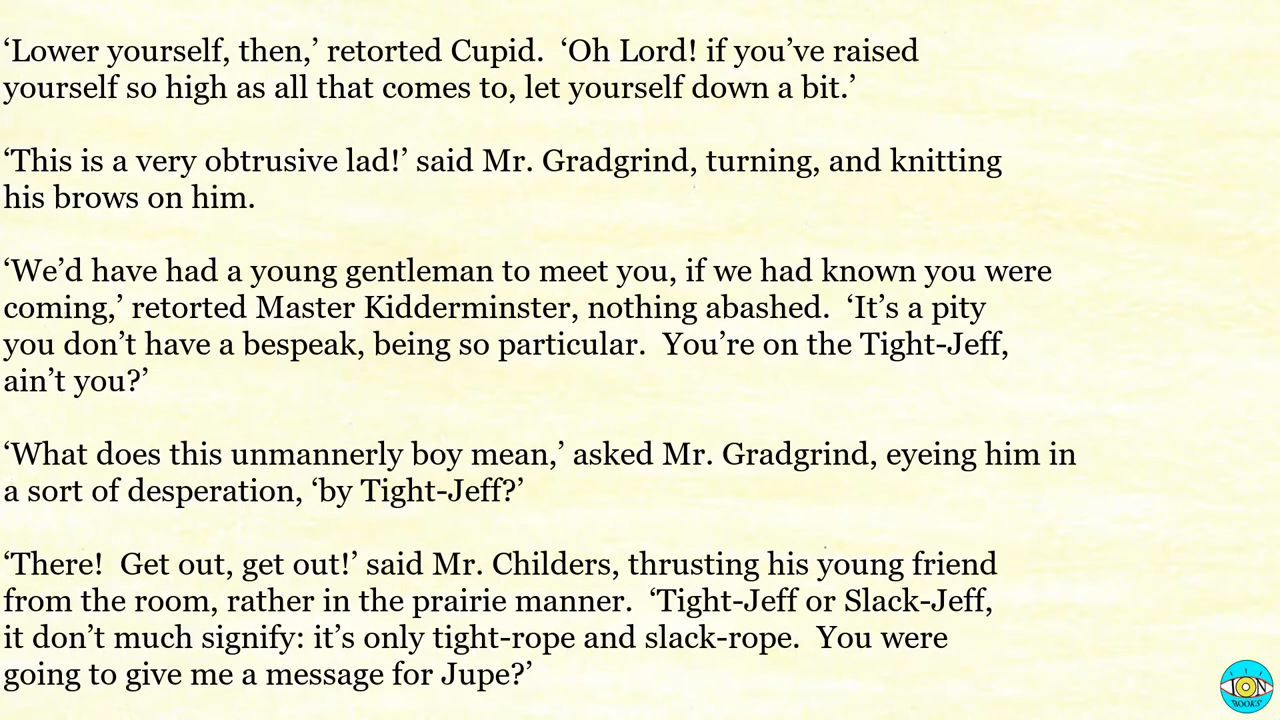 ‘Lower yourself, then,’ retorted Cupid.  ‘Oh Lord! if you’ve raised
yourself so high as all that comes to, let yourself down a bit.’
‘This is a very obtrusive lad!’ said Mr. Gradgrind, turning, and knitting
his brows on him.
‘We’d have had a young gentleman to meet you, if we had known you were
coming,’ retorted Master Kidderminster, nothing abashed.  ‘It’s a pity
you don’t have a bespeak, being so particular.  You’re on the Tight-Jeff,
ain’t you?’
‘What does this unmannerly boy mean,’ asked Mr. Gradgrind, eyeing him in
a sort of desperation, ‘by Tight-Jeff?’
‘There!  Get out, get out!’ said Mr. Childers, thrusting his young friend
from the room, rather in the prairie manner.  ‘Tight-Jeff or Slack-Jeff,
it don’t much signify: it’s only tight-rope and slack-rope.  You were
going to give me a message for Jupe?’
ION
BOOKS